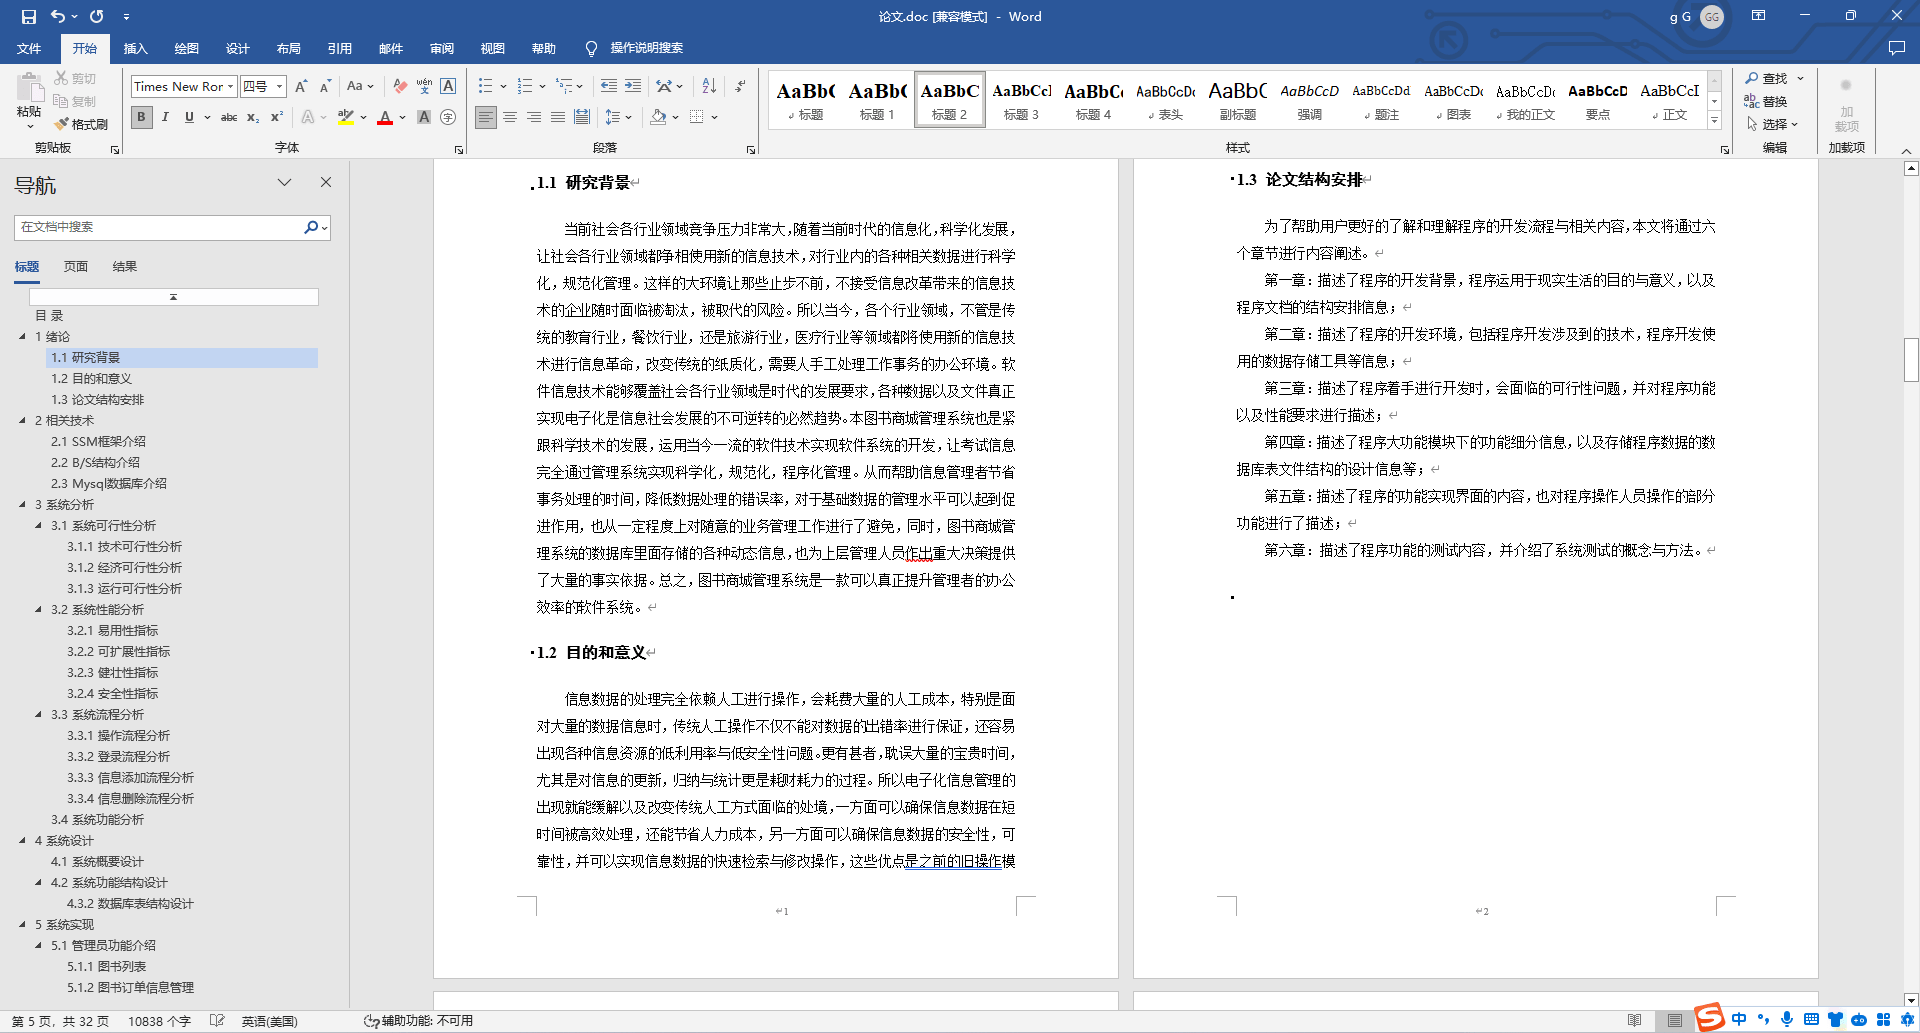 论文.doc [兼容模式] - Word
g G GG
文件 开始 插入 绘图 设计 布局 引用 邮件 审阅 视图 帮助 操作说明搜索
粘贴 剪切 复制 格式刷
剪贴板
Times New Ror 四号
字体
段落
AaBb( 标题
AaBb( 标题 1
AaBbC 标题 2
AaBbCcI 标题 3
AaBbCc 标题 4
AaBbCcDc 表头
AaBbC 副标题
AaBbCcD 强调
AaBbCcDd 题注
AaBbCcDc 图表
AaBbCcDc 我的正文
AaBbCcD 要点
AaBbCcI 正文
样式
查找
替换
选择
编辑
加载项
加载项
导航
在文档中搜索
标题 页面 结果
目 录
1 绪论
1.1 研究背景
1.2 目的和意义
1.3 论文结构安排
2 相关技术
2.1 SSM框架介绍
2.2 B/S结构介绍
2.3 Mysql数据库介绍
3 系统分析
3.1 系统可行性分析
3.1.1 技术可行性分析
3.1.2 经济可行性分析
3.1.3 运行可行性分析
3.2 系统性能分析
3.2.1 易用性指标
3.2.2 可扩展性指标
3.2.3 健壮性指标
3.2.4 安全性指标
3.3 系统流程分析
3.3.1 操作流程分析
3.3.2 登录流程分析
3.3.3 信息添加流程分析
3.3.4 信息删除流程分析
3.4 系统功能分析
4 系统设计
4.1 系统概要设计
4.2 系统功能结构设计
4.3.2 数据库表结构设计
5 系统实现
5.1 管理员功能介绍
5.1.1 图书列表
5.1.2 图书订单信息管理
1.1 研究背景
当前社会各行业领域竞争压力非常大，随着当前时代的信息化，科学化发展，
让社会各行业领域都争相使用新的信息技术，对行业内的各种相关数据进行科学
化，规范化管理。这样的大环境让那些止步不前，不接受信息改革带来的信息技
术的企业随时面临被淘汰，被取代的风险。所以当今，各个行业领域，不管是传
统的教育行业，餐饮行业，还是旅游行业，医疗行业等领域都将使用新的信息技
术进行信息革命，改变传统的纸质化，需要人手工处理工作事务的办公环境。软
件信息技术能够覆盖社会各行业领域是时代的发展要求，各种数据以及文件真正
实现电子化是信息社会发展的不可逆转的必然趋势。本图书商城管理系统也是紧
跟科学技术的发展，运用当今一流的软件技术实现软件系统的开发，让考试信息
完全通过管理系统实现科学化，规范化，程序化管理。从而帮助信息管理者节省
事务处理的时间，降低数据处理的错误率，对于基础数据的管理水平可以起到促
进作用，也从一定程度上对随意的业务管理工作进行了避免，同时，图书商城管
理系统的数据库里面存储的各种动态信息，也为上层管理人员作出重大决策提供
了大量的事实依据。总之，图书商城管理系统是一款可以真正提升管理者的办公
效率的软件系统。
1.2 目的和意义
信息数据的处理完全依赖人工进行操作，会耗费大量的人工成本，特别是面
对大量的数据信息时，传统人工操作不仅不能对数据的出错率进行保证，还容易
出现各种信息资源的低利用率与低安全性问题。更有甚者，耽误大量的宝贵时间，
尤其是对信息的更新，归纳与统计更是耗财耗力的过程。所以电子化信息管理的
出现就能缓解以及改变传统人工方式面临的处境，一方面可以确保信息数据在短
时间被高效处理，还能节省人力成本，另一方面可以确保信息数据的安全性，可
靠性，并可以实现信息数据的快速检索与修改操作，这些优点是之前的旧操作模
1
1.3 论文结构安排
为了帮助用户更好的了解和理解程序的开发流程与相关内容，本文将通过六
个章节进行内容阐述。
第一章：描述了程序的开发背景，程序运用于现实生活的目的与意义，以及
程序文档的结构安排信息；
第二章：描述了程序的开发环境，包括程序开发涉及到的技术，程序开发使
用的数据存储工具等信息；
第三章：描述了程序着手进行开发时，会面临的可行性问题，并对程序功能
以及性能要求进行描述；
第四章：描述了程序大功能模块下的功能细分信息，以及存储程序数据的数
据库表文件结构的设计信息等；
第五章：描述了程序的功能实现界面的内容，也对程序操作人员操作的部分
功能进行了描述；
第六章：描述了程序功能的测试内容，并介绍了系统测试的概念与方法。
2
第 5 页，共 32 页 10838 个字 英语(美国) 辅助功能: 不可用
中